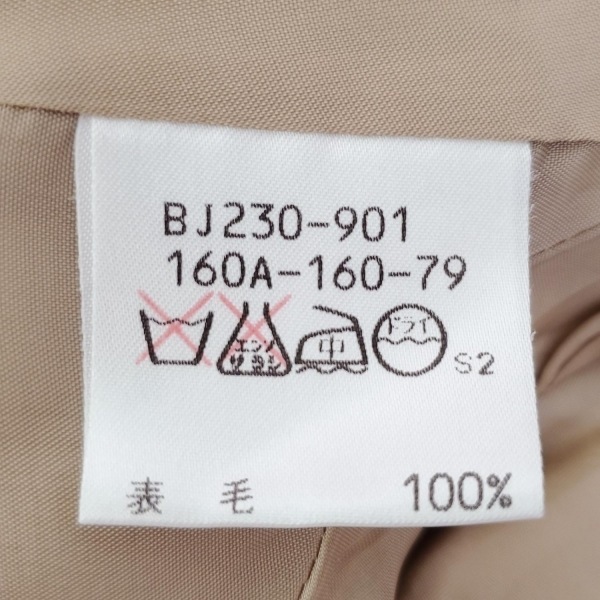 BJ230-901
160A-160-79
エンソ
サラシ
中
ドライ
S2
表 毛 100%